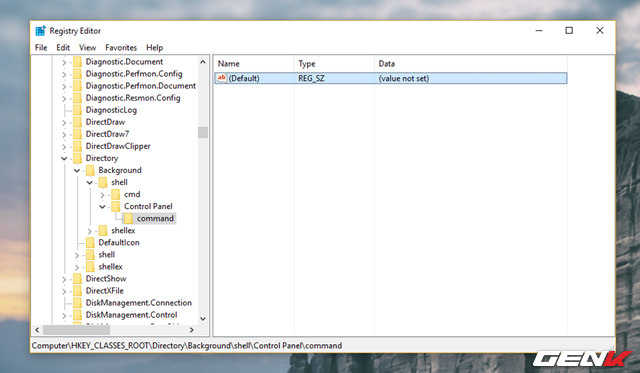 Registry Editor
File Edit View Favorites Help
Diagnostic.Document
Diagnostic.Perfmon.Config
Diagnostic.Perfmon.Document
Diagnostic.Resmon.Config
DiagnosticLog
DirectDraw
DirectDraw7
DirectDrawClipper
Directory
Background
shell
cmd
Control Panel
command
shellex
DefaultIcon
shell
shellex
DirectShow
DirectXFile
DiskManagement.Connection
DiskManagement.Control
Name Type Data
ab (Default) REG_SZ (value not set)
Computer\HKEY_CLASSES_ROOT\Directory\Background\shell\Control Panel\command
GENK